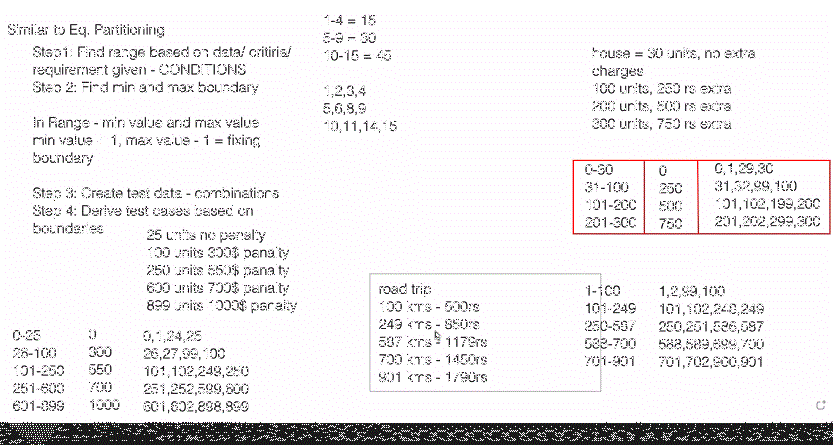 Similar to Eq. Partitioning
Step1: Find range based on data/ critiria/
requirement given - CONDITIONS
Step 2: Find min and max boundary
In Range - min value and max value
min value + 1, max value - 1 = fixing
boundary
Step 3: Create test data - combinations
Step 4: Derive test cases based on
boundaries
1-4 = 15
5-9 = 30
10-15 = 45
1,2,3,4
5,6,8,9
10,11,14,15
house = 30 units, no extra
charges
100 units, 250 rs extra
200 units, 500 rs extra
300 units, 750 rs extra
0-30 0 0,1,29,30
31-100 250 31,32,99,100
101-200 500 101,102,199,200
201-300 750 201,202,299,300
25 units no penalty
100 units 300$ panalty
250 units 550$ panalty
600 units 700$ panalty
899 units 1000$ panalty
0-25 0 0,1,24,25
26-100 300 26,27,99,100
101-250 550 101,102,249,250
251-600 700 251,252,599,600
601-899 1000 601,602,898,899
road trip
100 kms - 500rs
249 kms - 850rs
587 kms - 1179rs
700 kms - 1450rs
901 kms - 1790rs
1-100 1,2,99,100
101-249 101,102,248,249
250-587 250,251,586,587
588-700 588,589,699,700
701-901 701,702,900,901